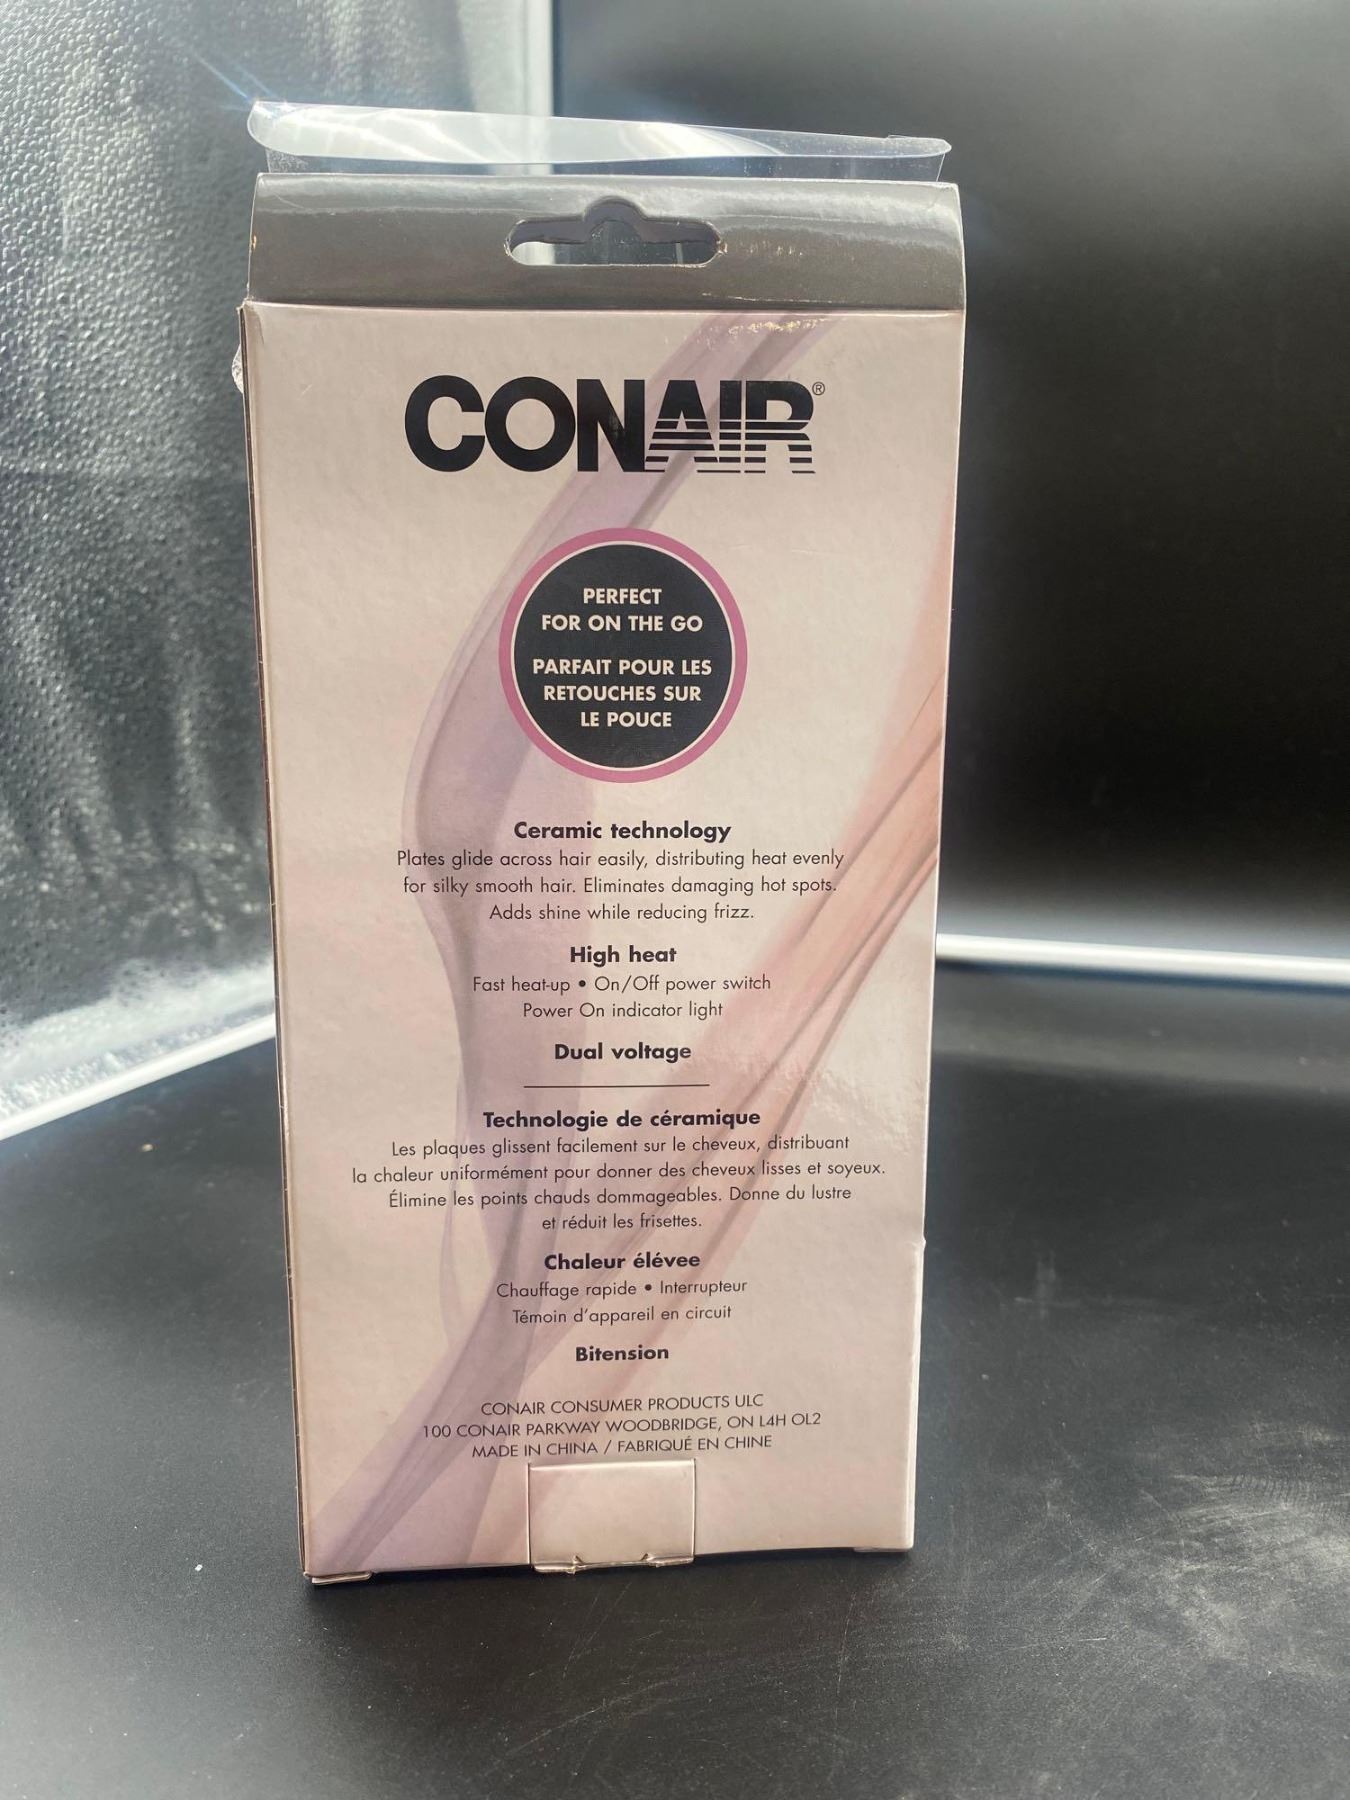 CONAIR®
PERFECT
FOR ON THE GO
PARFAIT POUR LES
RETOUCHES SUR
LE POUCE
Ceramic technology
Plates glide across hair easily, distributing heat evenly
for silky smooth hair. Eliminates damaging hot spots.
Adds shine while reducing frizz.
High heat
Fast heat-up • On/Off power switch
Power On indicator light
Dual voltage
Technologie de céramique
Les plaques glissent facilement sur le cheveux, distribuant
la chaleur uniformément pour donner des cheveux lisses et soyeux.
Élimine les points chauds dommageables. Donne du lustre
et réduit les frisettes.
Chaleur élévee
Chauffage rapide • Interrupteur
Témoin d'appareil en circuit
Bitension
CONAIR CONSUMER PRODUCTS ULC
100 CONAIR PARKWAY WOODBRIDGE, ON L4H OL2
MADE IN CHINA / FABRIQUÉ EN CHINE